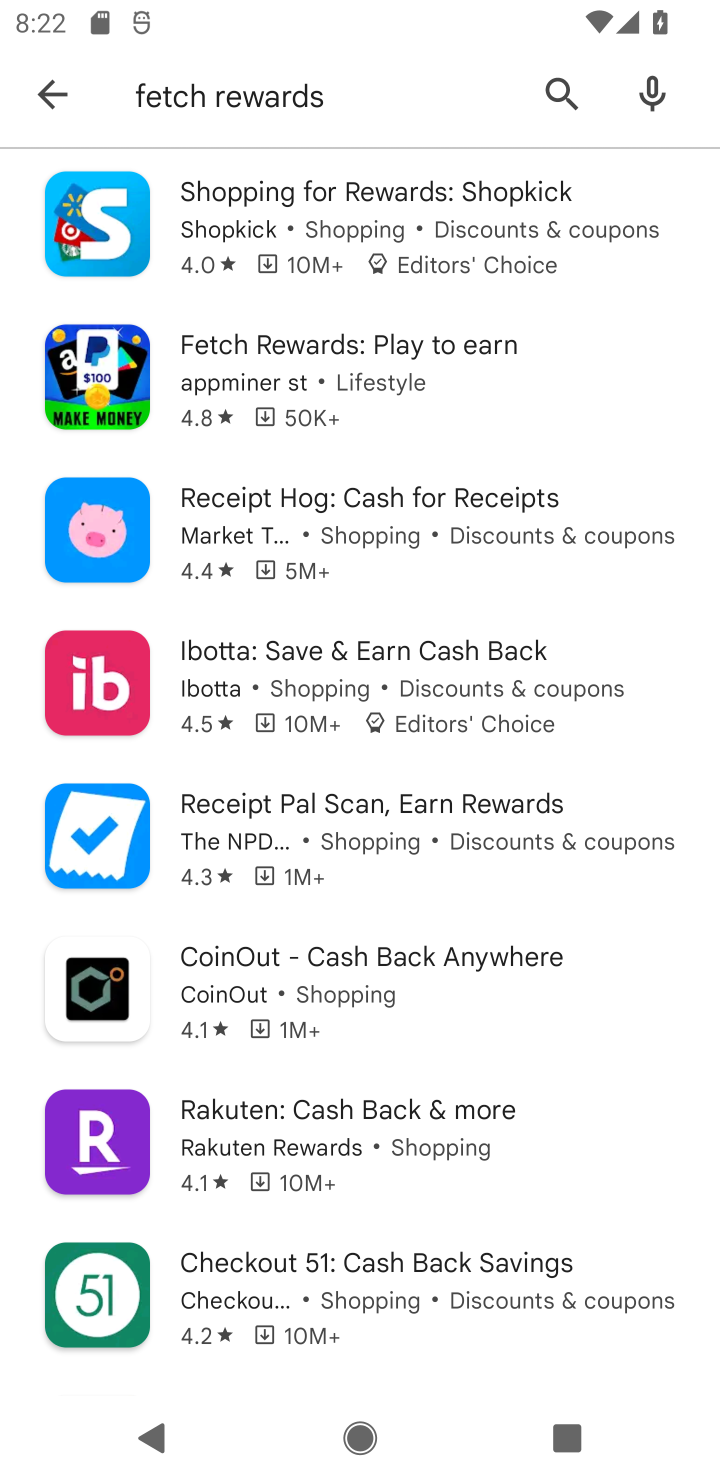 8:22
fetch rewards
Shopping for Rewards: Shopkick
Shopkick • Shopping • Discounts & coupons
4.0★ 10M+ Editors' Choice
$100
MAKE MONEY
Fetch Rewards: Play to earn
appminer st • Lifestyle
4.8★ 50K+
Receipt Hog: Cash for Receipts
Market T... • Shopping • Discounts & coupons
4.4★ 5M+
ib
Ibotta: Save & Earn Cash Back
Ibotta • Shopping • Discounts & coupons
4.5★ 10M+ Editors' Choice
Receipt Pal Scan, Earn Rewards
The NPD... • Shopping • Discounts & coupons
4.3★ 1M+
CoinOut - Cash Back Anywhere
CoinOut • Shopping
4.1★ 1M+
R
Rakuten: Cash Back & more
Rakuten Rewards • Shopping
4.1★ 10M+
51
Checkout 51: Cash Back Savings
Checkou... • Shopping • Discounts & coupons
4.2★ 10M+